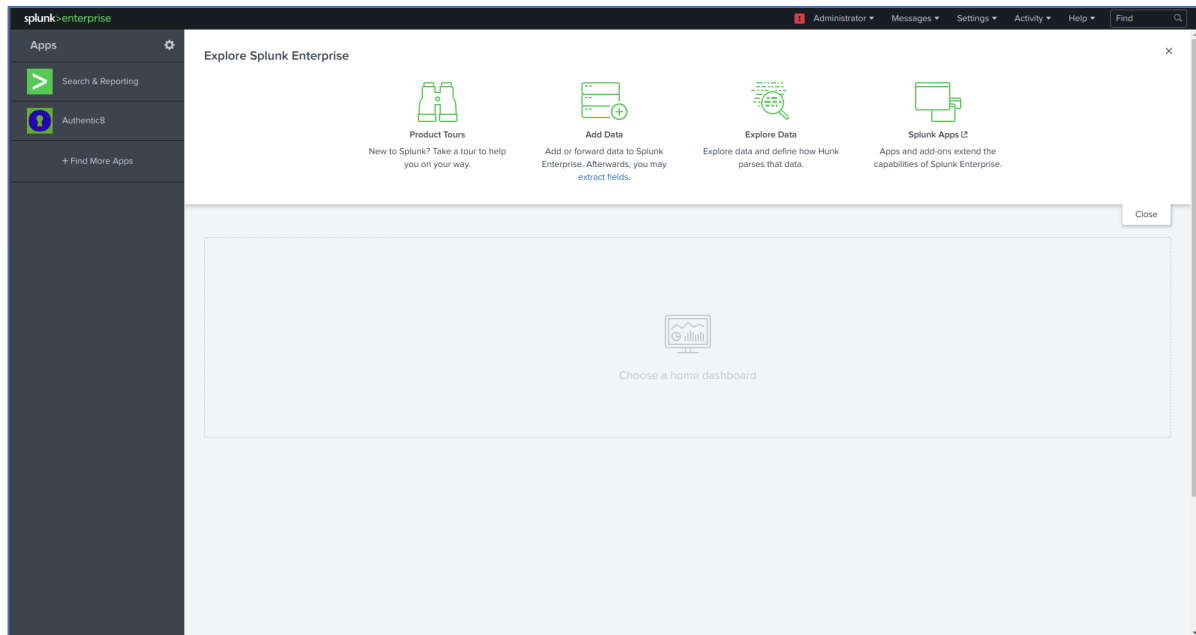 splunk>enterprise
! Administrator Messages Settings Activity Help Find
Apps
Search & Reporting
Authentic8
+ Find More Apps
Explore Splunk Enterprise
Product Tours
New to Splunk? Take a tour to help
you on your way.
Add Data
Add or forward data to Splunk
Enterprise. Afterwards, you may
extract fields.
Explore Data
Explore data and define how Hunk
parses that data.
Splunk Apps
Apps and add-ons extend the
capabilities of Splunk Enterprise.
Close
Choose a home dashboard